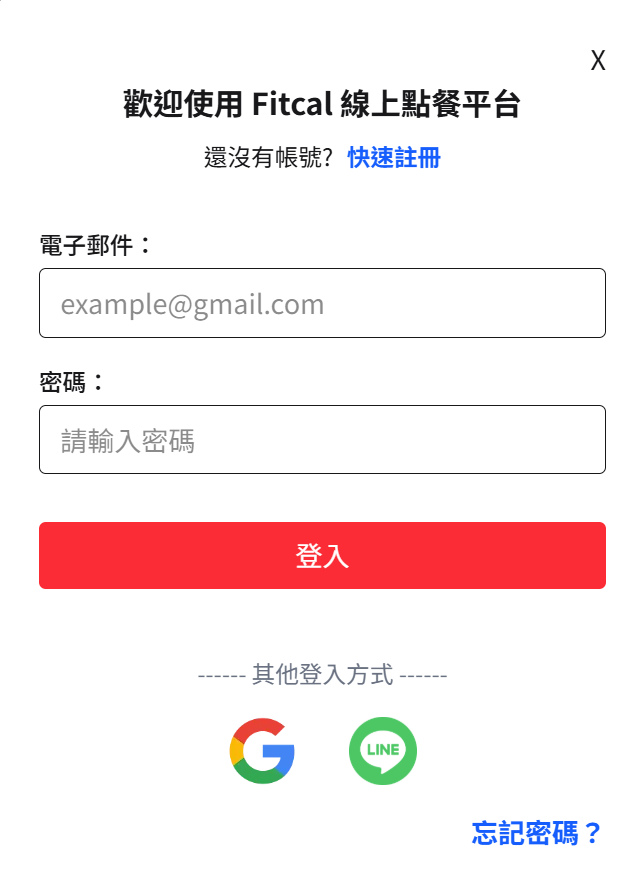 X
歡迎使用 Fitcal 線上點餐平台
還沒有帳號? 快速註冊
電子郵件：
example@gmail.com
密碼：
請輸入密碼
登入
------ 其他登入方式 ------
LINE
忘記密碼？